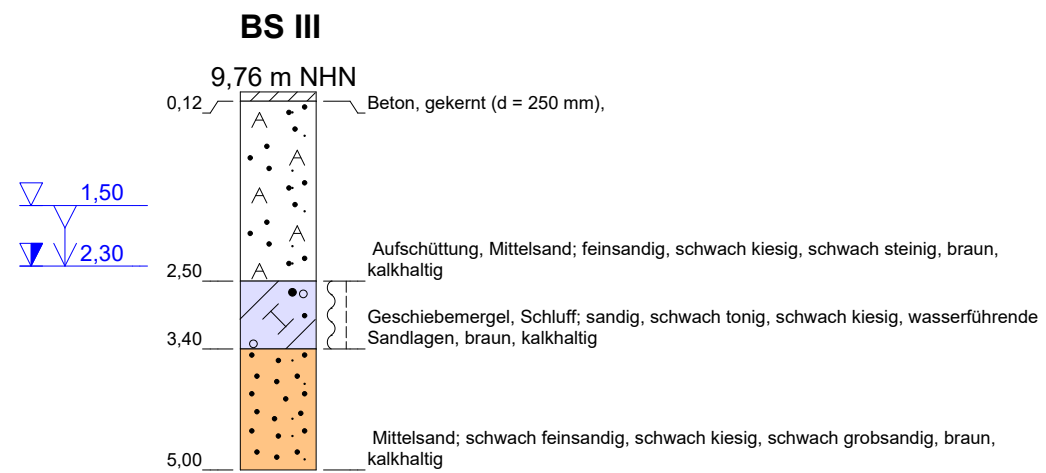 BS III
9,76 m NHN
0,12
Beton, gekernt (d = 250 mm),
A
A
A
1,50
A
2,30
Aufschüttung, Mittelsand; feinsandig, schwach kiesig, schwach steinig, braun,
2,50
A
kalkhaltig
Geschiebemergel, Schluff; sandig, schwach tonig, schwach kiesig, wasserführende
3,40
Sandlagen, braun, kalkhaltig
Mittelsand; schwach feinsandig, schwach kiesig, schwach grobsandig, braun,
5,00
kalkhaltig